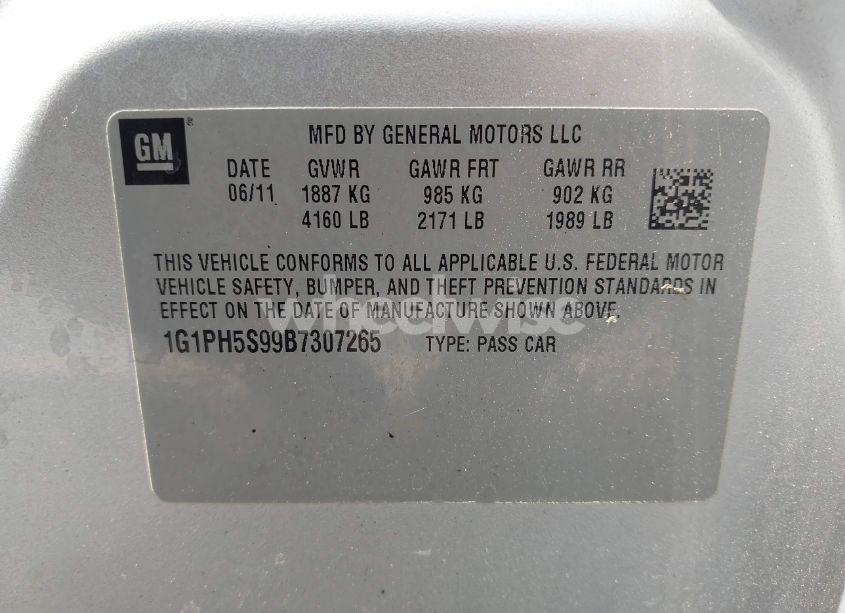 GM
MFD BY GENERAL MOTORS LLC
DATE GVWR GAWR FRT GAWR RR
06/11 1887 KG 985 KG 902 KG
4160 LB 2171 LB 1989 LB
THIS VEHICLE CONFORMS TO ALL APPLICABLE U.S. FEDERAL MOTOR
VEHICLE SAFETY, BUMPER, AND THEFT PREVENTION STANDARDS IN
EFFECT ON THE DATE OF MANUFACTURE SHOWN ABOVE.
wheelwise
1G1PH5S99B7307265 TYPE: PASS CAR